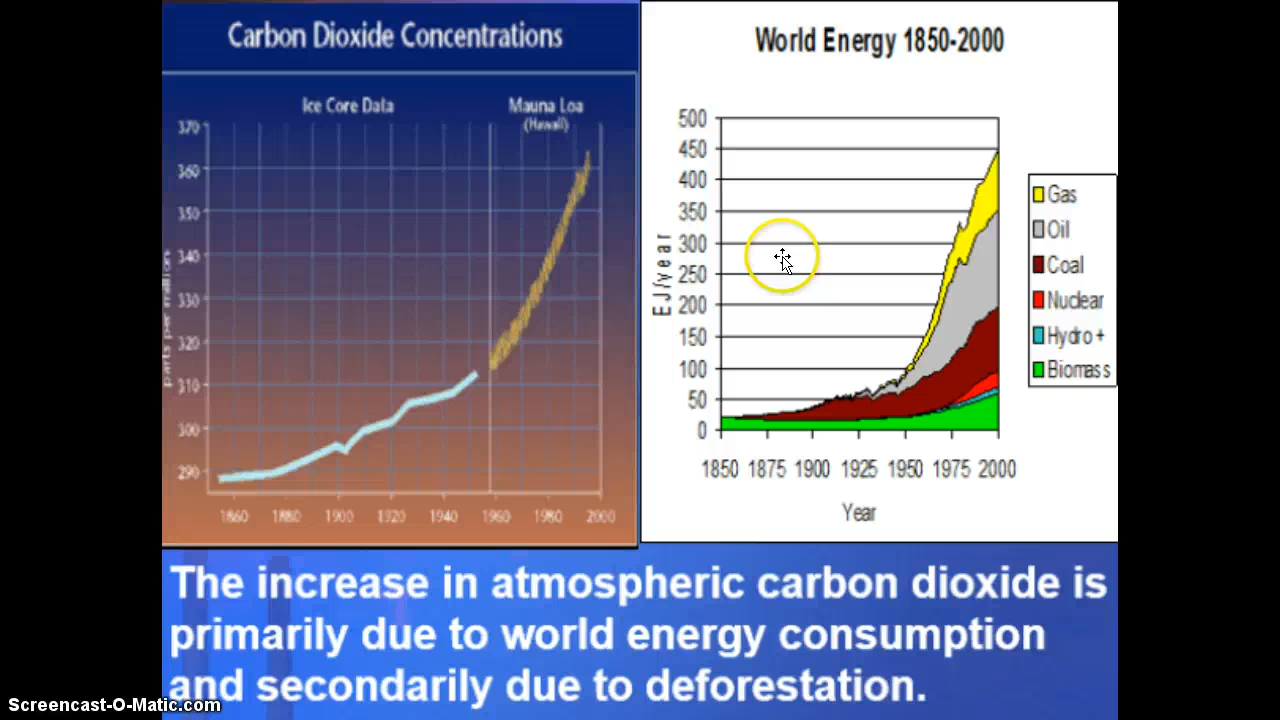 Carbon Dioxide Concentrations
Ice Core Data
Mauna Loa
(Hawaii)
370
360
350
340
330
320
310
300
290
parts per million
1860 1880 1900 1920 1940 1960 1980 2000
World Energy 1850-2000
500
450
400
350
300
250
200
150
100
50
0
EJ/year
1850 1875 1900 1925 1950 1975 2000
Year
Gas
Oil
Coal
Nuclear
Hydro +
Biomass
The increase in atmospheric carbon dioxide is
primarily due to world energy consumption
and secondarily due to deforestation.
Screencast-O-Matic.com